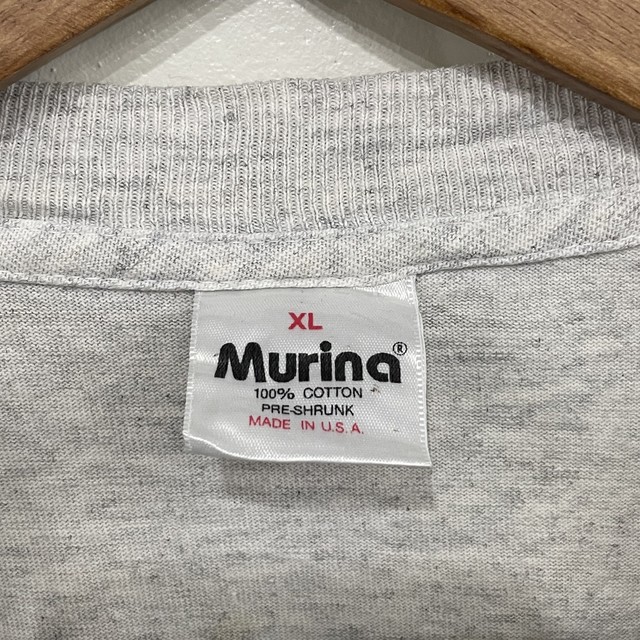 XL
Murina®
100% COTTON
PRE-SHRUNK
MADE IN U.S.A.